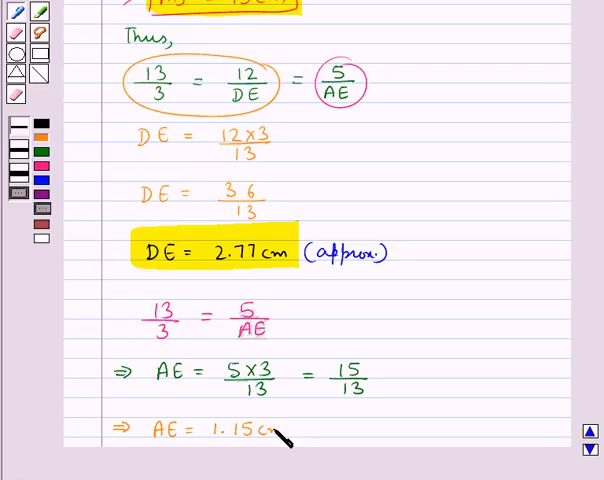 Thus,
13/3 = 12/DE = 5/AE
DE = 12×3/13
DE = 36/13
DE = 2.77 cm (approx.)
13/3 = 5/AE
⇒ AE = 5×3/13 = 15/13
⇒ AE = 1.15 cm